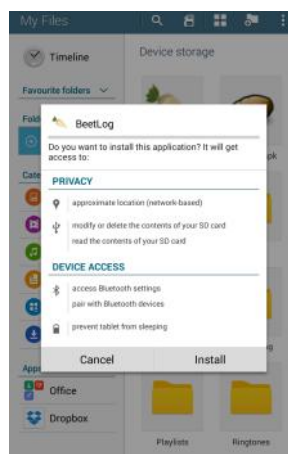 My Files
Timeline
Device storage
Favourite folders
BeetLog
Do you want to install this application? It will get
access to:
PRIVACY
approximate location (network-based)
modify or delete the contents of your SD card
read the contents of your SD card
DEVICE ACCESS
access Bluetooth settings
pair with Bluetooth devices
prevent tablet from sleeping
Cancel
Install
Office
Dropbox
Playlists
Ringtones